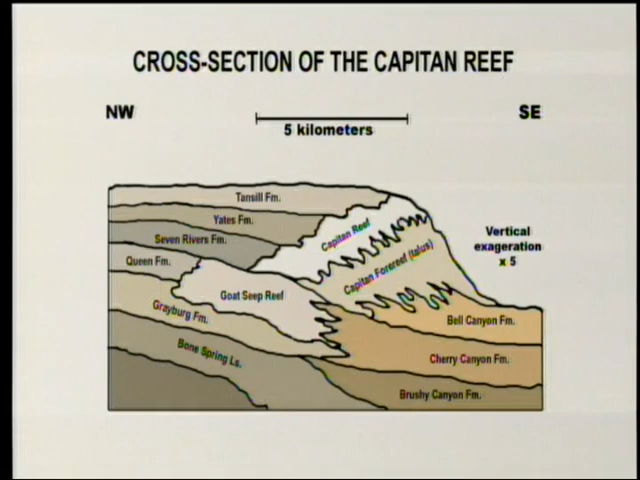 CROSS-SECTION OF THE CAPITAN REEF
NW
SE
5 kilometers
Tansill Fm.
Yates Fm.
Seven Rivers Fm.
Queen Fm.
Capitan Reef
Vertical
exageration
x 5
Capitan Forereef (talus)
Goat Seep Reef
Grayburg Fm.
Bell Canyon Fm.
Bone Spring Ls.
Cherry Canyon Fm.
Brushy Canyon Fm.